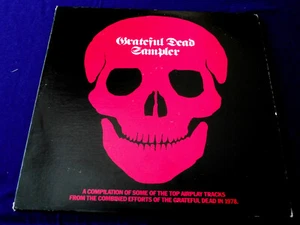 Grateful Dead
Sampler
A COMPILATION OF SOME OF THE TOP AIRPLAY TRACKS
FROM THE COMBINED EFFORTS OF THE GRATEFUL DEAD IN 1978.